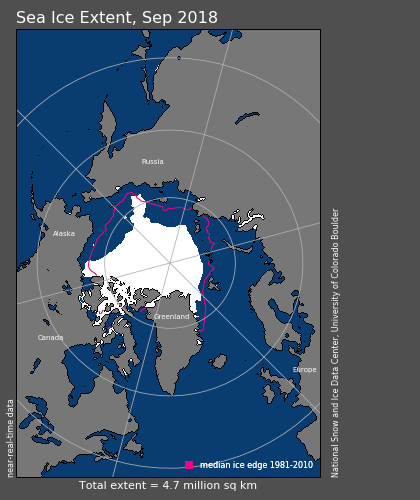 Sea Ice Extent, Sep 2018
Russia
Alaska
Greenland
Canada
Europe
near-real-time data
National Snow and Ice Data Center, University of Colorado Boulder
median ice edge 1981-2010
Total extent = 4.7 million sq km